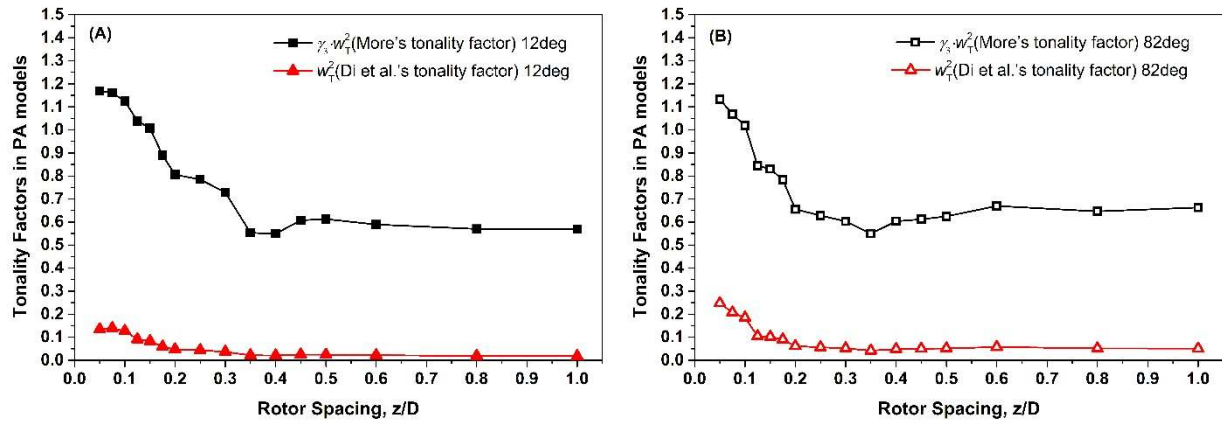 (A)
γ₃·w_T²(More's tonality factor) 12deg
w_T²(Di et al.'s tonality factor) 12deg
Tonality Factors in PA models
1.5
1.4
1.3
1.2
1.1
1.0
0.9
0.8
0.7
0.6
0.5
0.4
0.3
0.2
0.1
0.0
0.0 0.1 0.2 0.3 0.4 0.5 0.6 0.7 0.8 0.9 1.0
Rotor Spacing, z/D
(B)
γ₃·w_T²(More's tonality factor) 82deg
w_T²(Di et al.'s tonality factor) 82deg
Tonality Factors in PA models
1.5
1.4
1.3
1.2
1.1
1.0
0.9
0.8
0.7
0.6
0.5
0.4
0.3
0.2
0.1
0.0
0.0 0.1 0.2 0.3 0.4 0.5 0.6 0.7 0.8 0.9 1.0
Rotor Spacing, z/D